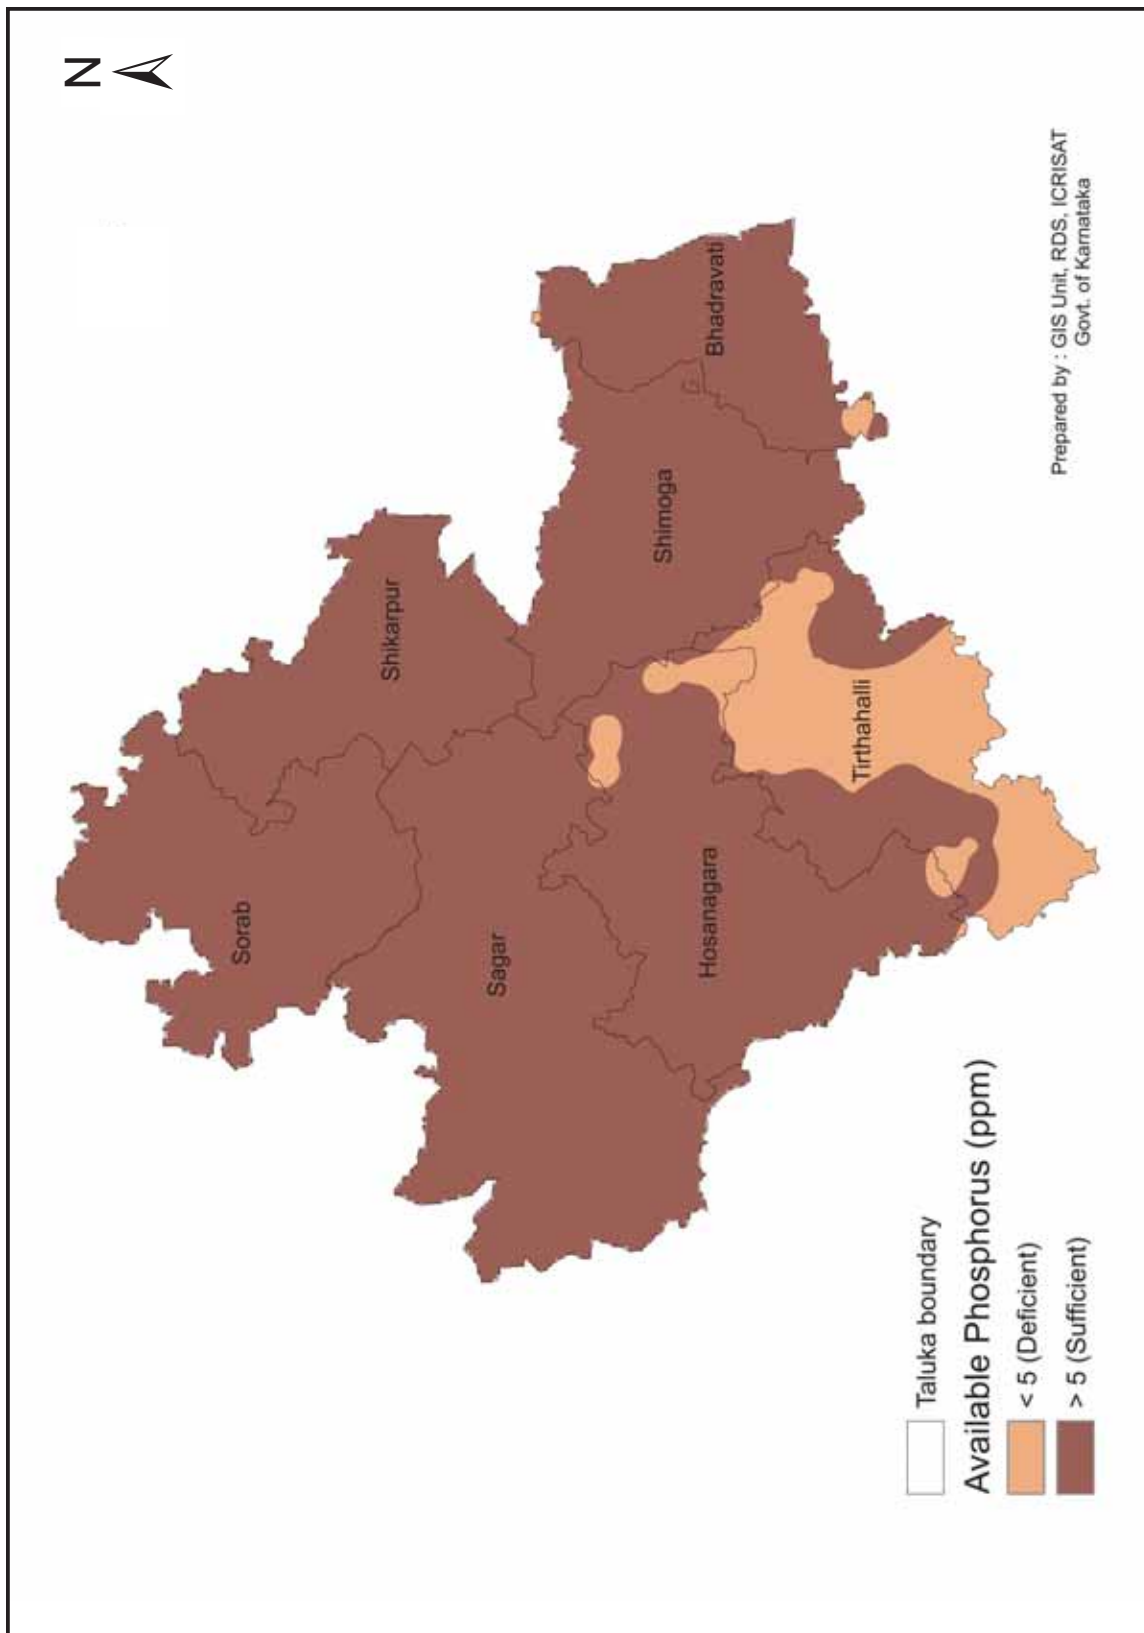 N
Sorab
Shikarpur
Sagar
Shimoga
Hosanagara
Bhadravati
Tirthahalli
Taluka boundary
Available Phosphorus (ppm)
< 5 (Deficient)
> 5 (Sufficient)
Prepared by : GIS Unit, RDS, ICRISAT
Govt. of Karnataka